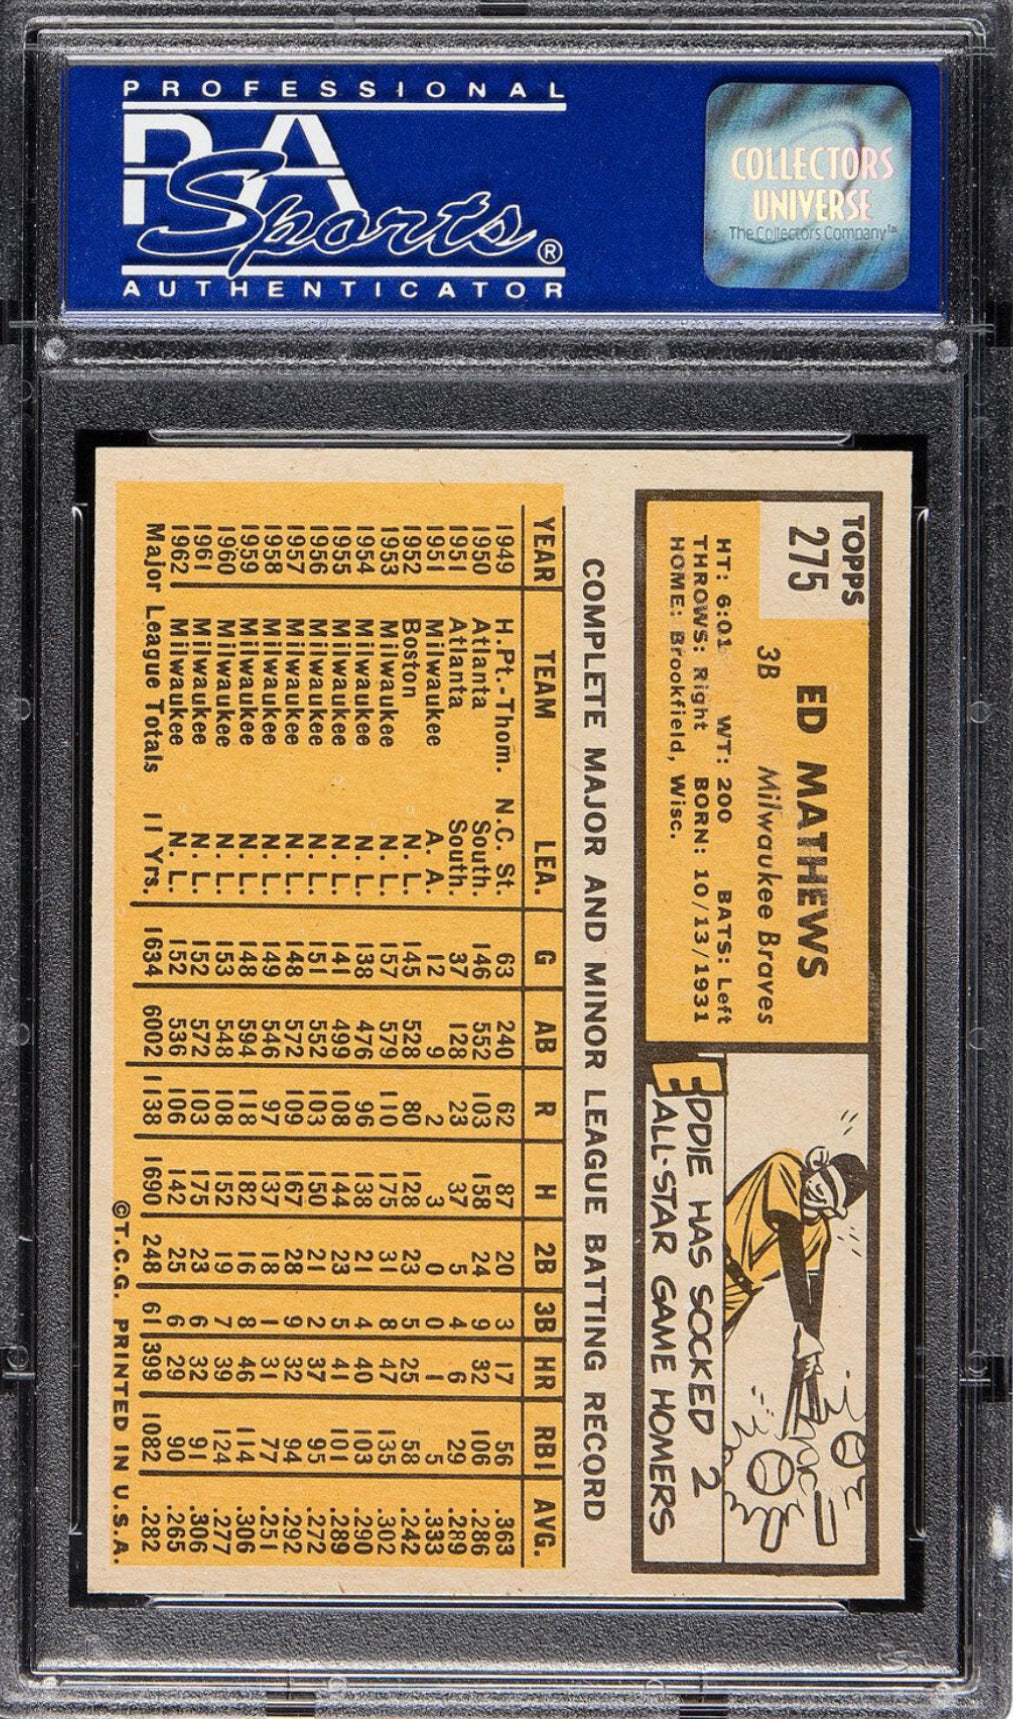 PROFESSIONAL
PSA
Sports®
AUTHENTICATOR
COLLECTORS
UNIVERSE
The Collectors Company™
TOPPS
275
ED MATHEWS
3B Milwaukee Braves
HT: 6:01 WT: 200 BATS: Left
THROWS: Right BORN: 10/13/1931
HOME: Brookfield, Wisc.
EDDIE HAS SOCKED 2
ALL-STAR GAME HOMERS
COMPLETE MAJOR AND MINOR LEAGUE BATTING RECORD
YEAR TEAM LEA. G AB R H 2B 3B HR RBI AVG.
1949 H.Pt.-Thom. N.C. St. 63 240 62 87 20 3 17 56 .363
1950 Atlanta South. 146 552 103 158 24 9 32 106 .286
1951 Atlanta South. 37 128 23 37 5 4 6 29 .289
1951 Milwaukee A. A. 12 9 2 3 0 0 1 5 .333
1952 Boston N. L. 145 528 80 128 23 5 25 58 .242
1953 Milwaukee N. L. 157 579 110 175 31 8 47 135 .302
1954 Milwaukee N. L. 138 476 96 138 21 4 40 103 .290
1955 Milwaukee N. L. 141 499 108 144 23 5 41 101 .289
1956 Milwaukee N. L. 151 552 103 150 21 2 37 95 .272
1957 Milwaukee N. L. 148 572 109 167 28 9 32 94 .292
1958 Milwaukee N. L. 149 546 97 137 18 1 31 77 .251
1959 Milwaukee N. L. 148 594 118 182 16 8 46 114 .306
1960 Milwaukee N. L. 153 548 108 152 19 7 39 124 .277
1961 Milwaukee N. L. 152 572 103 175 23 6 32 91 .306
1962 Milwaukee N. L. 152 536 106 142 25 6 29 90 .265
Major League Totals 11 Yrs. 1634 6002 1138 1690 248 61 399 1082 .282
©T.C.G. PRINTED IN U.S.A.